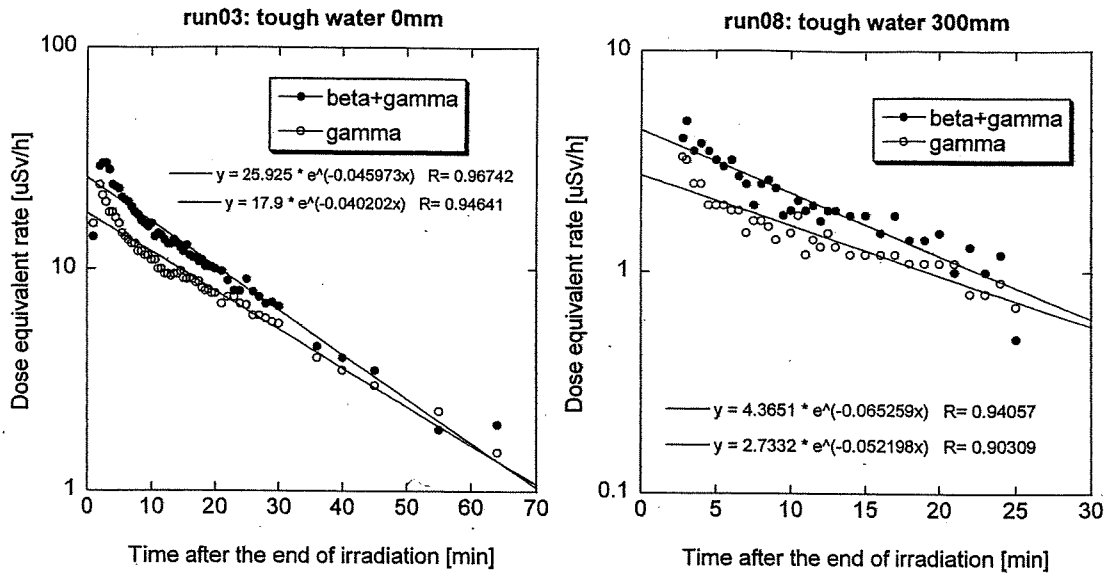 run03: tough water 0mm
100
10
1
0
10
20
30
40
50
60
70
beta+gamma
gamma
y = 25.925 * e^(-0.045973x) R= 0.96742
y = 17.9 * e^(-0.040202x) R= 0.94641
Dose equivalent rate [uSv/h]
Time after the end of irradiation [min]
run08: tough water 300mm
10
1
0.1
0
5
10
15
20
25
30
beta+gamma
gamma
y = 4.3651 * e^(-0.065259x) R= 0.94057
y = 2.7332 * e^(-0.052198x) R= 0.90309
Dose equivalent rate [uSv/h]
Time after the end of irradiation [min]